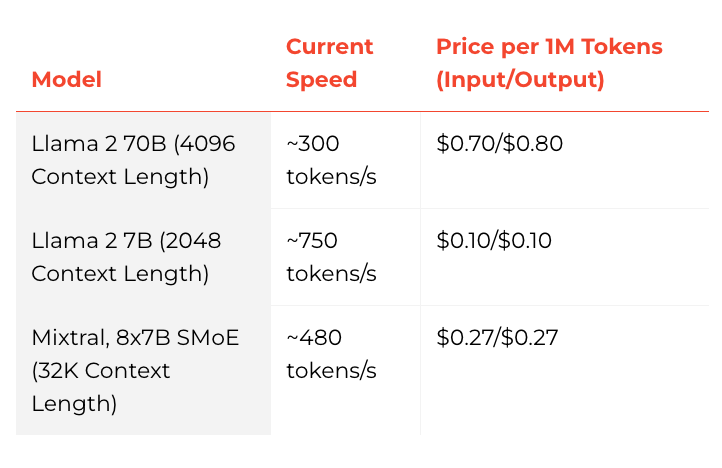 Model
Current
Speed
Price per 1M Tokens
(Input/Output)
Llama 2 70B (4096
Context Length)
~300
tokens/s
$0.70/$0.80
Llama 2 7B (2048
Context Length)
~750
tokens/s
$0.10/$0.10
Mixtral, 8x7B SMoE
(32K Context
Length)
~480
tokens/s
$0.27/$0.27